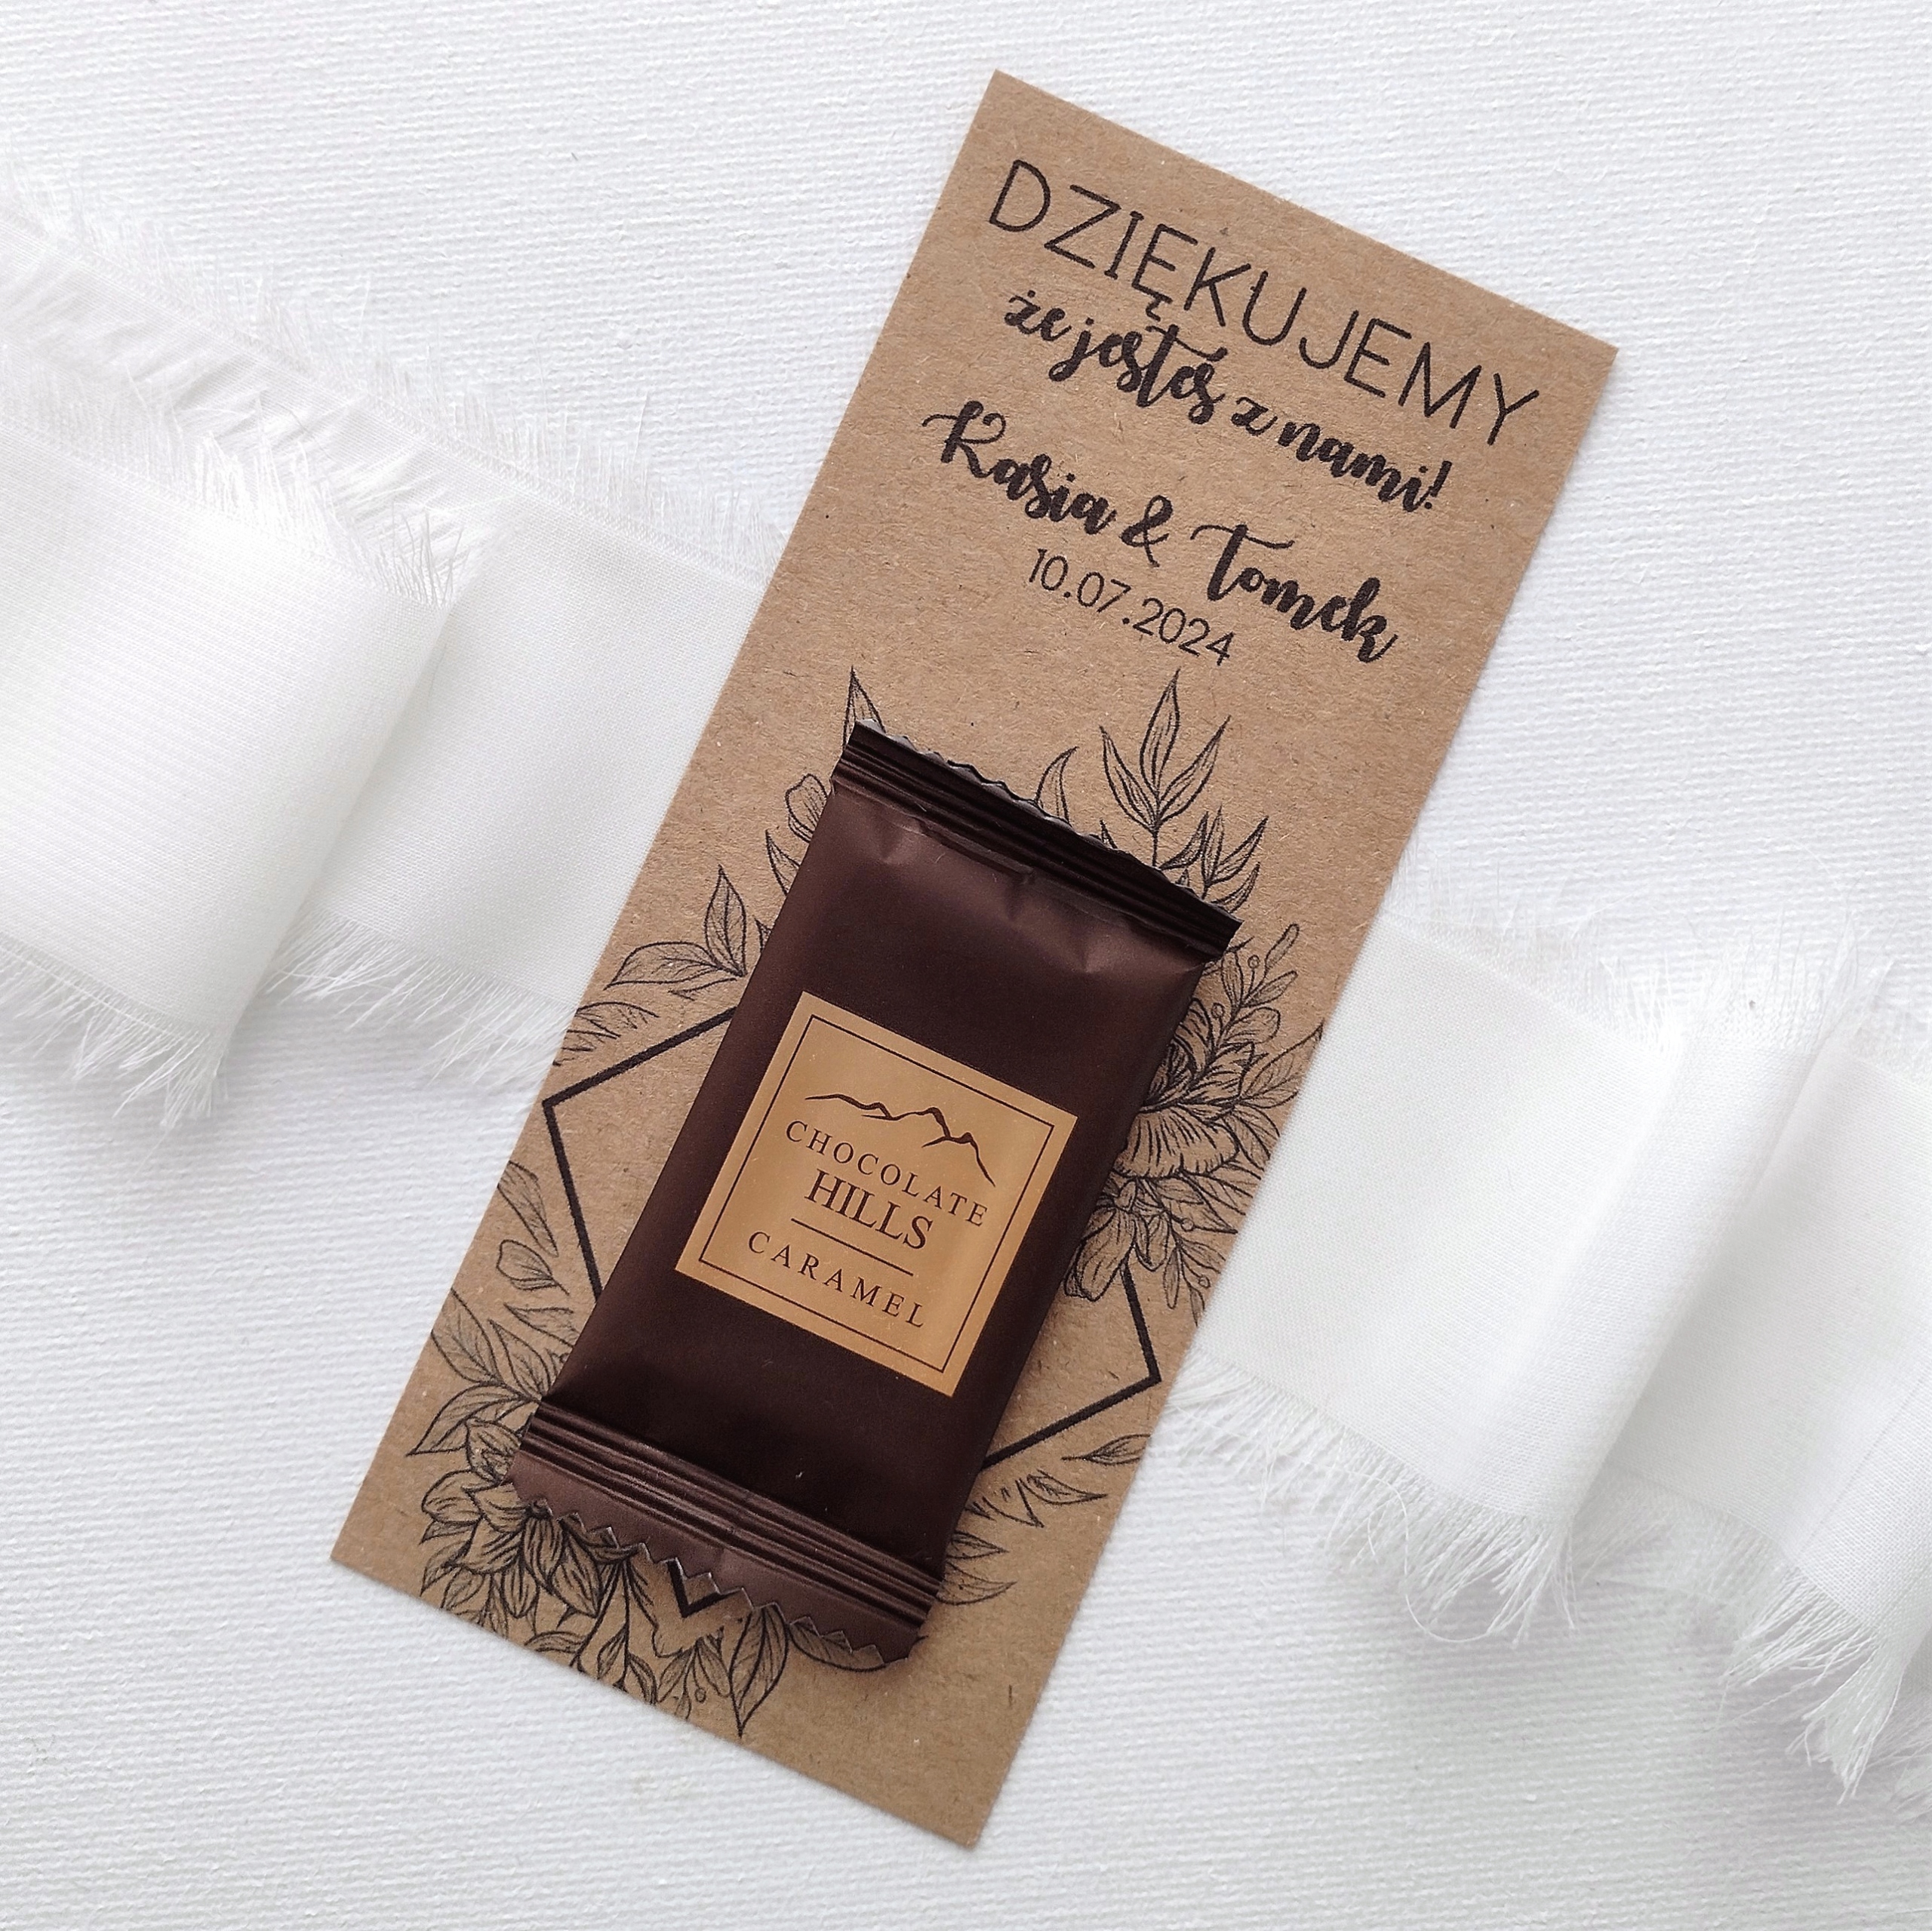 DZIĘKUJEMY
że jesteś z nami!
Kasia & Tomek
10.07.2024
CHOCOLATE
HILLS
CARAMEL